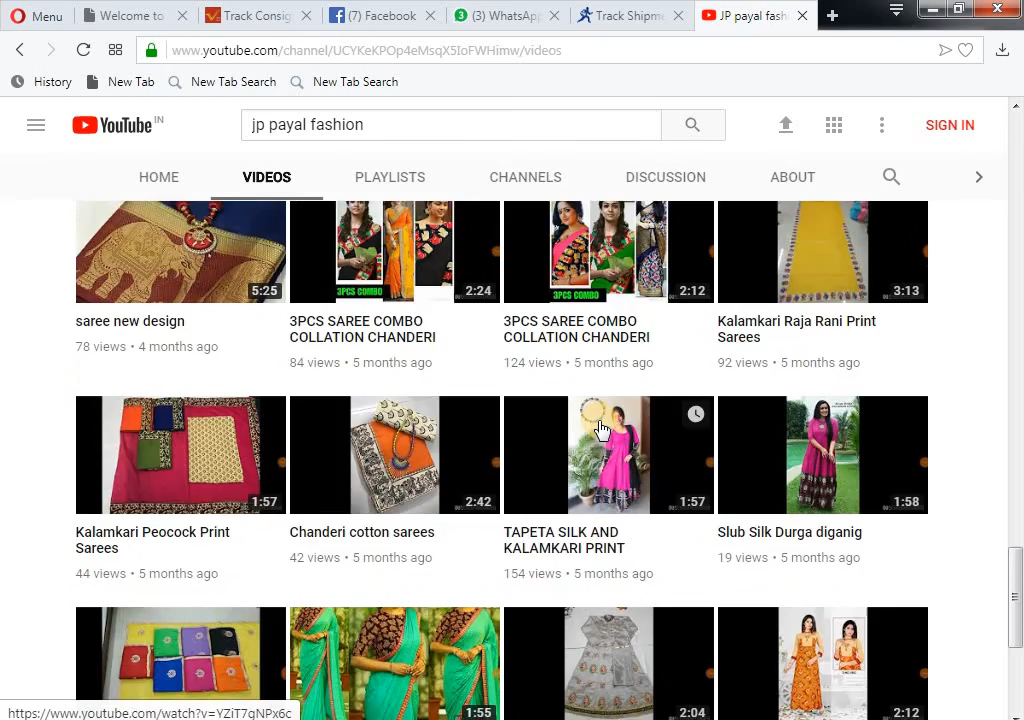 Menu
Welcome to
Track Consig
(7) Facebook
3
(3) WhatsApp
Track Shipme
JP payal fashi
www.youtube.com/channel/UCYKeKPOp4eMsqX5IoFWHimw/videos
History
New Tab
New Tab Search
New Tab Search
YouTube IN
jp payal fashion
SIGN IN
HOME
VIDEOS
PLAYLISTS
CHANNELS
DISCUSSION
ABOUT
5:25
3PCS COMBO
2:24
3PCS COMBO
2:12
3:13
saree new design
78 views • 4 months ago
3PCS SAREE COMBO
COLLATION CHANDERI
84 views • 5 months ago
3PCS SAREE COMBO
COLLATION CHANDERI
124 views • 5 months ago
Kalamkari Raja Rani Print
Sarees
92 views • 5 months ago
1:57
2:42
1:57
1:58
Kalamkari Peocock Print
Sarees
44 views • 5 months ago
Chanderi cotton sarees
42 views • 5 months ago
TAPETA SILK AND
KALAMKARI PRINT
154 views • 5 months ago
Slub Silk Durga diganig
19 views • 5 months ago
1:55
2:04
2:12
https://www.youtube.com/watch?v=YZiT7qNPx6c